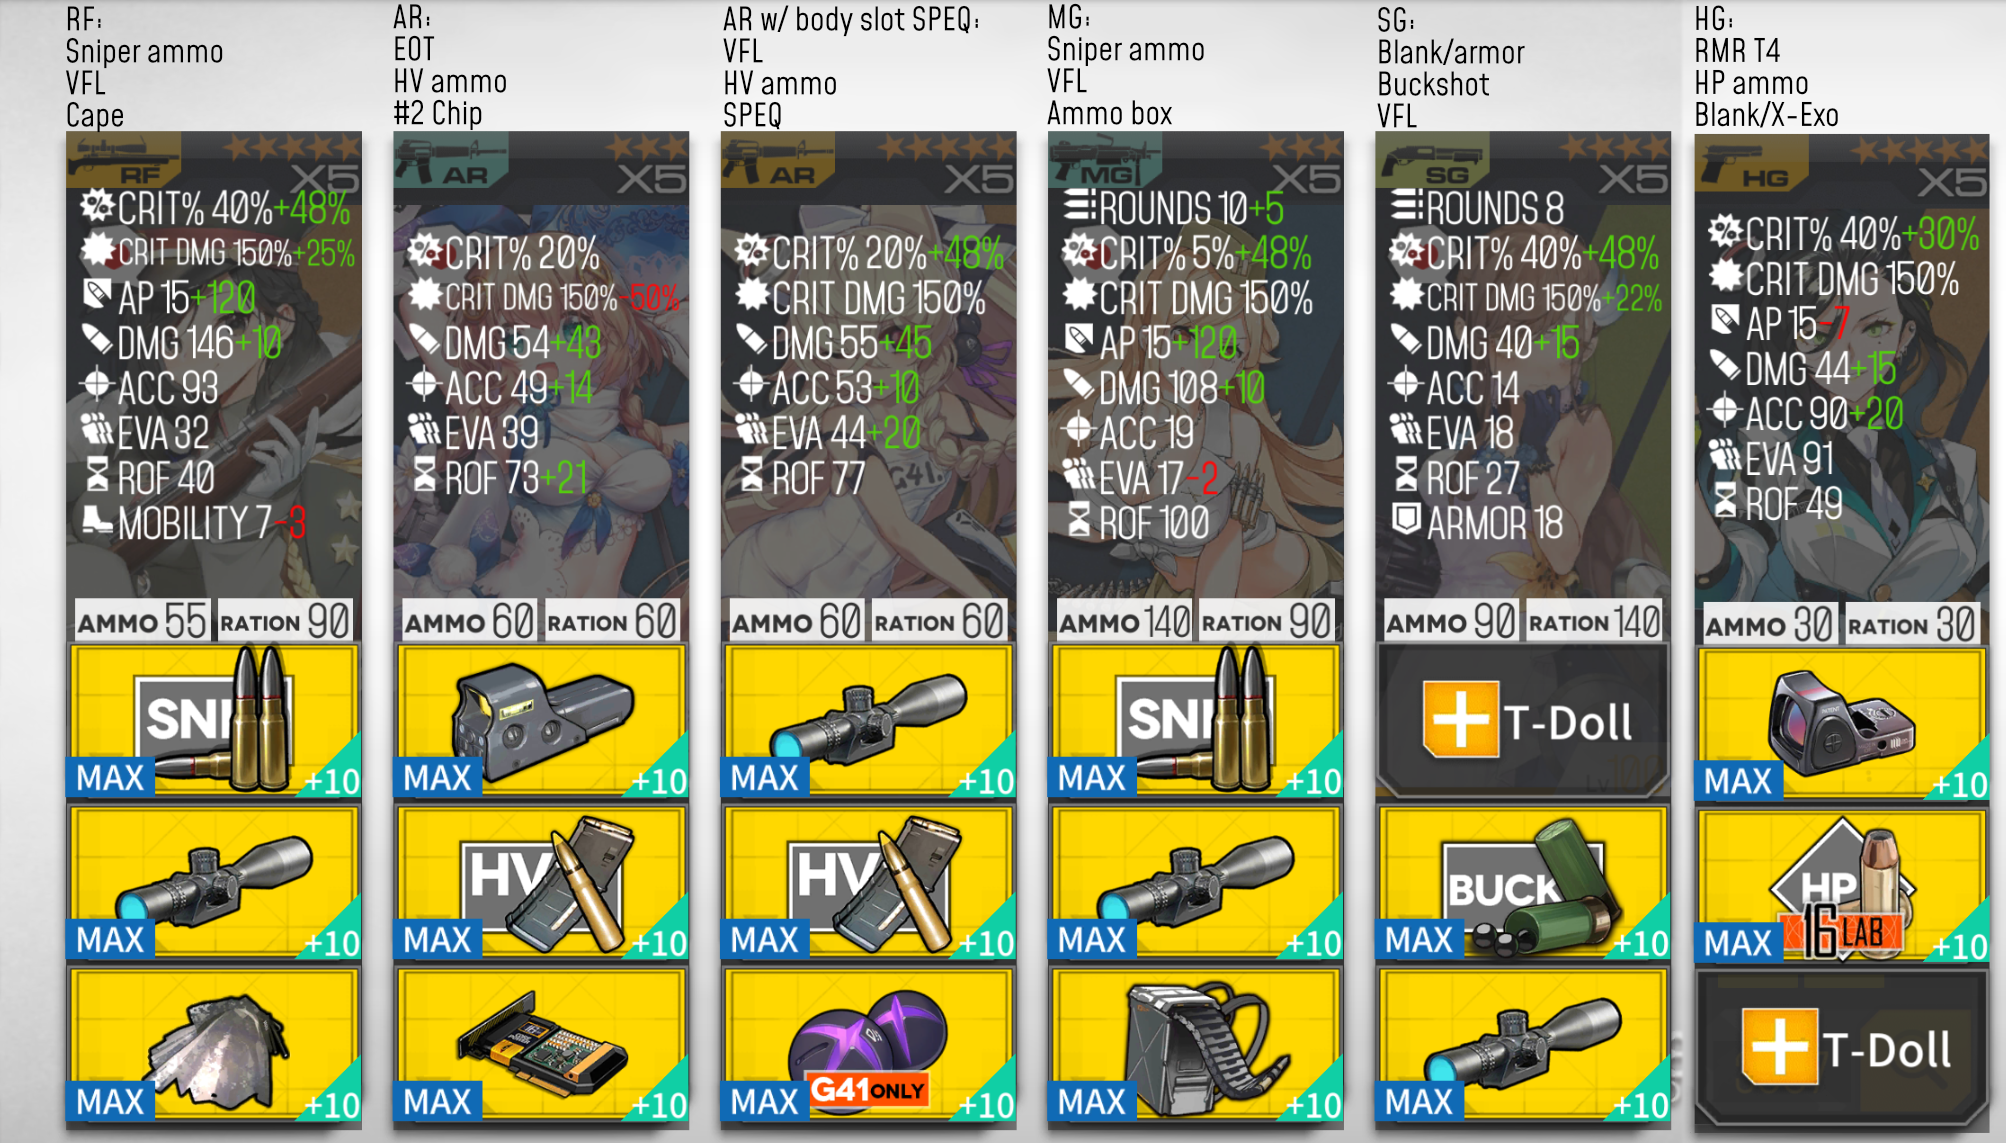 RF:
Sniper ammo
VFL
Cape
RF
X5
CRIT% 40%+48%
CRIT DMG 150%+25%
AP 15+120
DMG 146+10
ACC 93
EVA 32
ROF 40
MOBILITY 7-3
AMMO 55 RATION 90
SNI
MAX +10
MAX +10
MAX +10
AR:
EOT
HV ammo
#2 Chip
AR
X5
CRIT% 20%
CRIT DMG 150%-50%
DMG 54+43
ACC 49+14
EVA 39
ROF 73+21
AMMO 60 RATION 60
MAX +10
HV
MAX +10
MAX +10
AR w/ body slot SPEQ:
VFL
HV ammo
SPEQ
AR
X5
CRIT% 20%+48%
CRIT DMG 150%
DMG 55+45
ACC 53+10
EVA 44+20
ROF 77
G41
AMMO 60 RATION 60
MAX +10
HV
MAX +10
G41 ONLY
MAX +10
MG:
Sniper ammo
VFL
Ammo box
MG
X5
ROUNDS 10+5
CRIT% 5%+48%
CRIT DMG 150%
AP 15+120
DMG 108+10
ACC 19
EVA 17-2
ROF 100
AMMO 140 RATION 90
SNI
MAX +10
MAX +10
MAX +10
SG:
Blank/armor
Buckshot
VFL
SG
X5
ROUNDS 8
CRIT% 40%+48%
CRIT DMG 150%+22%
DMG 40+15
ACC 14
EVA 18
ROF 27
ARMOR 18
AMMO 90 RATION 140
T-Doll
BUCK
MAX +10
MAX +10
HG:
RMR T4
HP ammo
Blank/X-Exo
HG
X5
CRIT% 40%+30%
CRIT DMG 150%
AP 15-7
DMG 44+15
ACC 90+20
EVA 91
ROF 49
AMMO 30 RATION 30
MAX +10
HP
16LAB
MAX +10
T-Doll